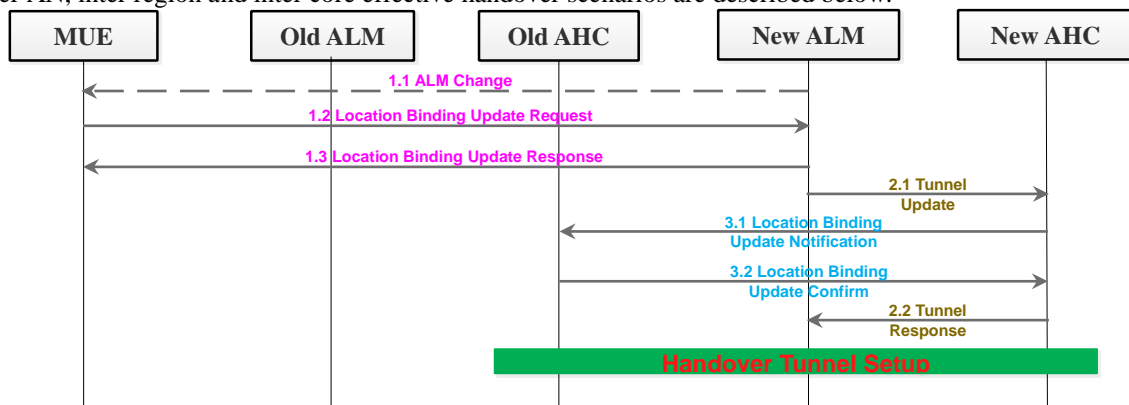 er AN, inter region and inter core effective handover scenarios are described below.
MUE Old ALM Old AHC New ALM New AHC
1.1 ALM Change
1.2 Location Binding Update Request
1.3 Location Binding Update Response
2.1 Tunnel
Update
3.1 Location Binding
Update Notification
3.2 Location Binding
Update Confirm
2.2 Tunnel
Response
Handover Tunnel Setup